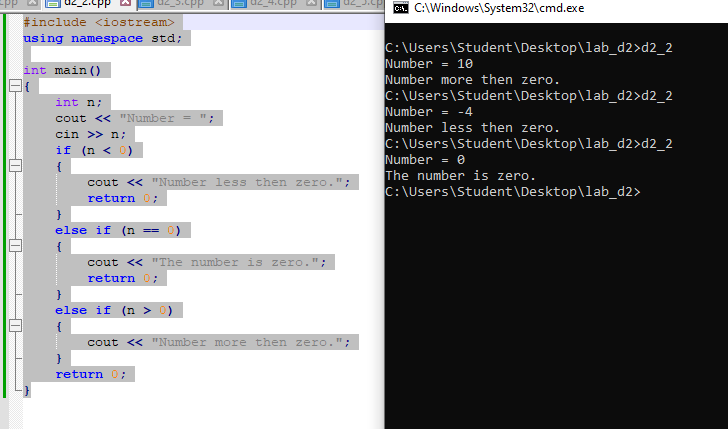 d2_2.cpp
d2_3.cpp
d2_4.cpp
#include <iostream>
using namespace std;
int main()
{
int n;
cout << "Number = ";
cin >> n;
if (n < 0)
{
cout << "Number less then zero.";
return 0;
}
else if (n == 0)
{
cout << "The number is zero.";
return 0;
}
else if (n > 0)
{
cout << "Number more then zero.";
}
return 0;
}
C:\Windows\System32\cmd.exe
C:\Users\Student\Desktop\lab_d2>d2_2
Number = 10
Number more then zero.
C:\Users\Student\Desktop\lab_d2>d2_2
Number = -4
Number less then zero.
C:\Users\Student\Desktop\lab_d2>d2_2
Number = 0
The number is zero.
C:\Users\Student\Desktop\lab_d2>